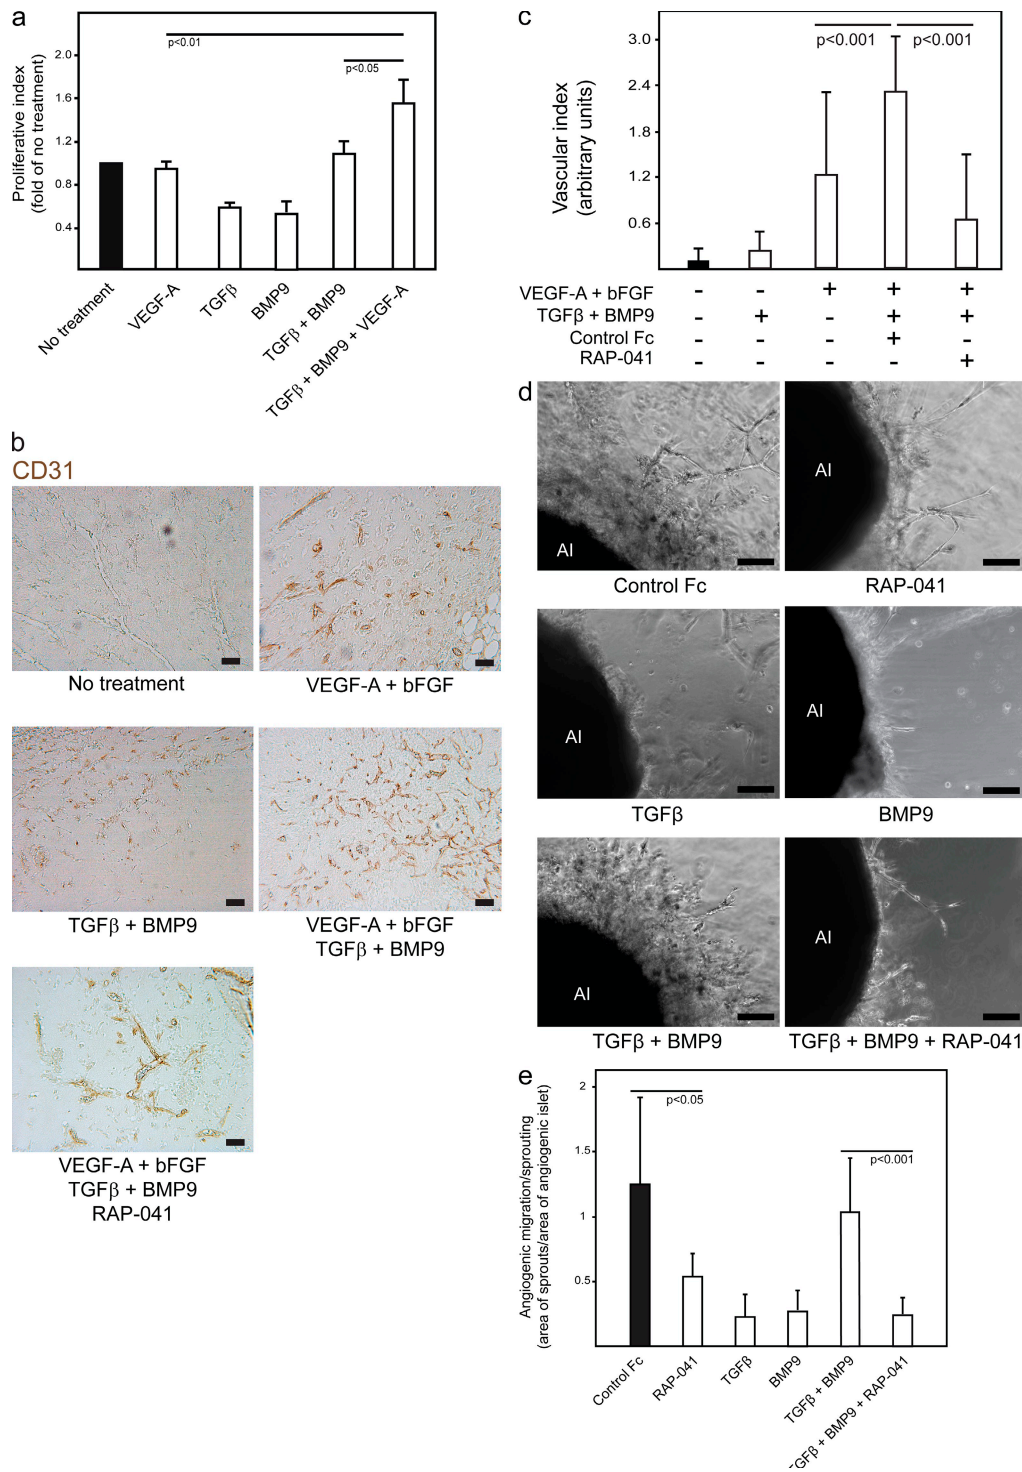 a
Proliferative index
(fold of no treatment)
2.0
1.6
1.2
0.8
0.4
p<0.01
p<0.05
No treatment
VEGF-A
TGFβ
BMP9
TGFβ + BMP9
TGFβ + BMP9 + VEGF-A
b
CD31
No treatment
VEGF-A + bFGF
TGFβ + BMP9
VEGF-A + bFGF
TGFβ + BMP9
VEGF-A + bFGF
TGFβ + BMP9
RAP-041
c
Vascular index
(arbitrary units)
3.0
2.4
1.8
1.2
0.6
p<0.001
p<0.001
VEGF-A + bFGF - - + + +
TGFβ + BMP9 - + - + +
Control Fc - - - + -
RAP-041 - - - - +
d
AI
Control Fc
AI
RAP-041
AI
TGFβ
AI
BMP9
AI
TGFβ + BMP9
AI
TGFβ + BMP9 + RAP-041
e
Angiogenic migration/sprouting
(area of sprouts/area of angiogenic islet)
2
1.5
1
0.5
p<0.05
p<0.001
Control Fc
RAP-041
TGFβ
BMP9
TGFβ + BMP9
TGFβ + BMP9 + RAP-041